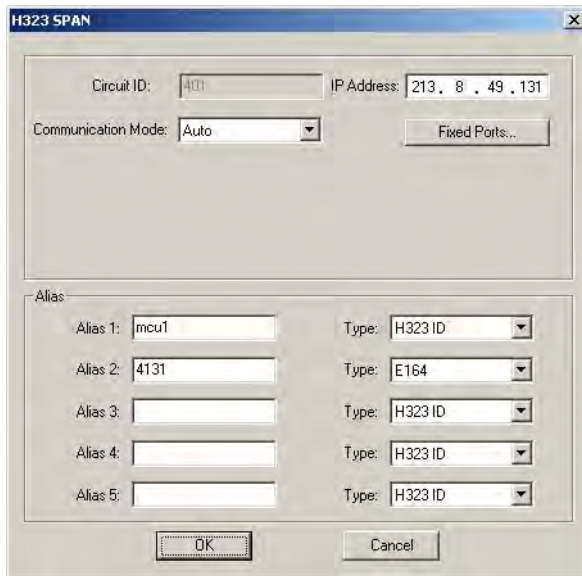 H323 SPAN
Circuit ID: 401 IP Address: 213 . 8 . 49 . 131
Communication Mode: Auto Fixed Ports...
Alias
Alias 1: mcu1 Type: H323 ID
Alias 2: 4131 Type: E164
Alias 3: Type: H323 ID
Alias 4: Type: H323 ID
Alias 5: Type: H323 ID
OK Cancel